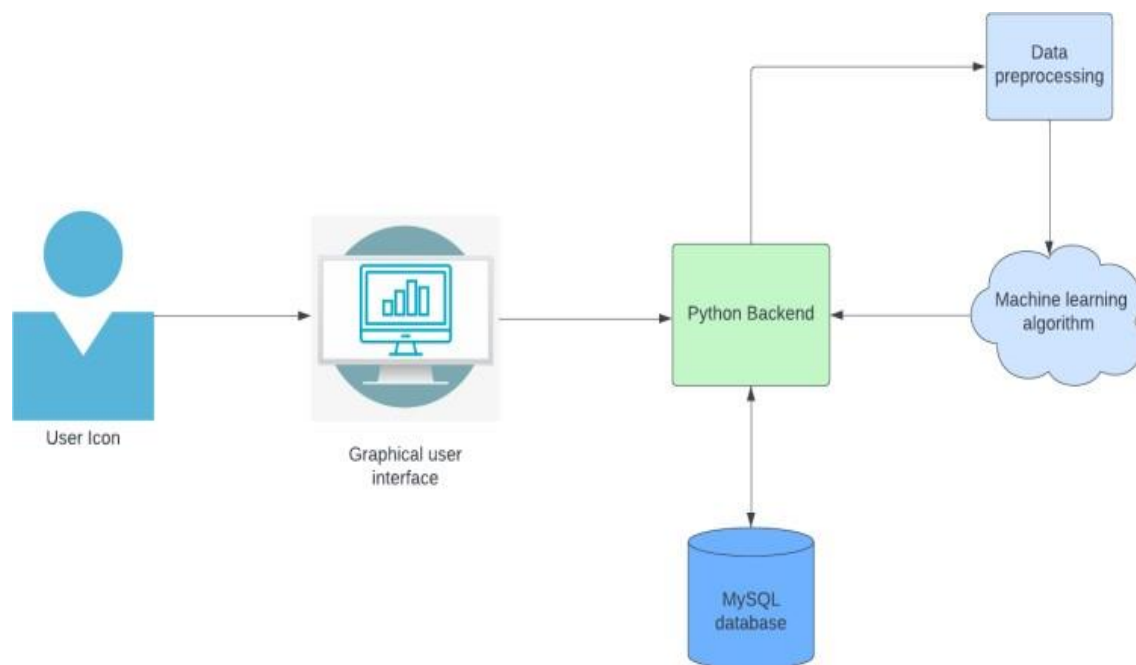 Data
preprocessing
Python Backend
Machine learning
algorithm
User Icon
Graphical user
interface
MySQL
database